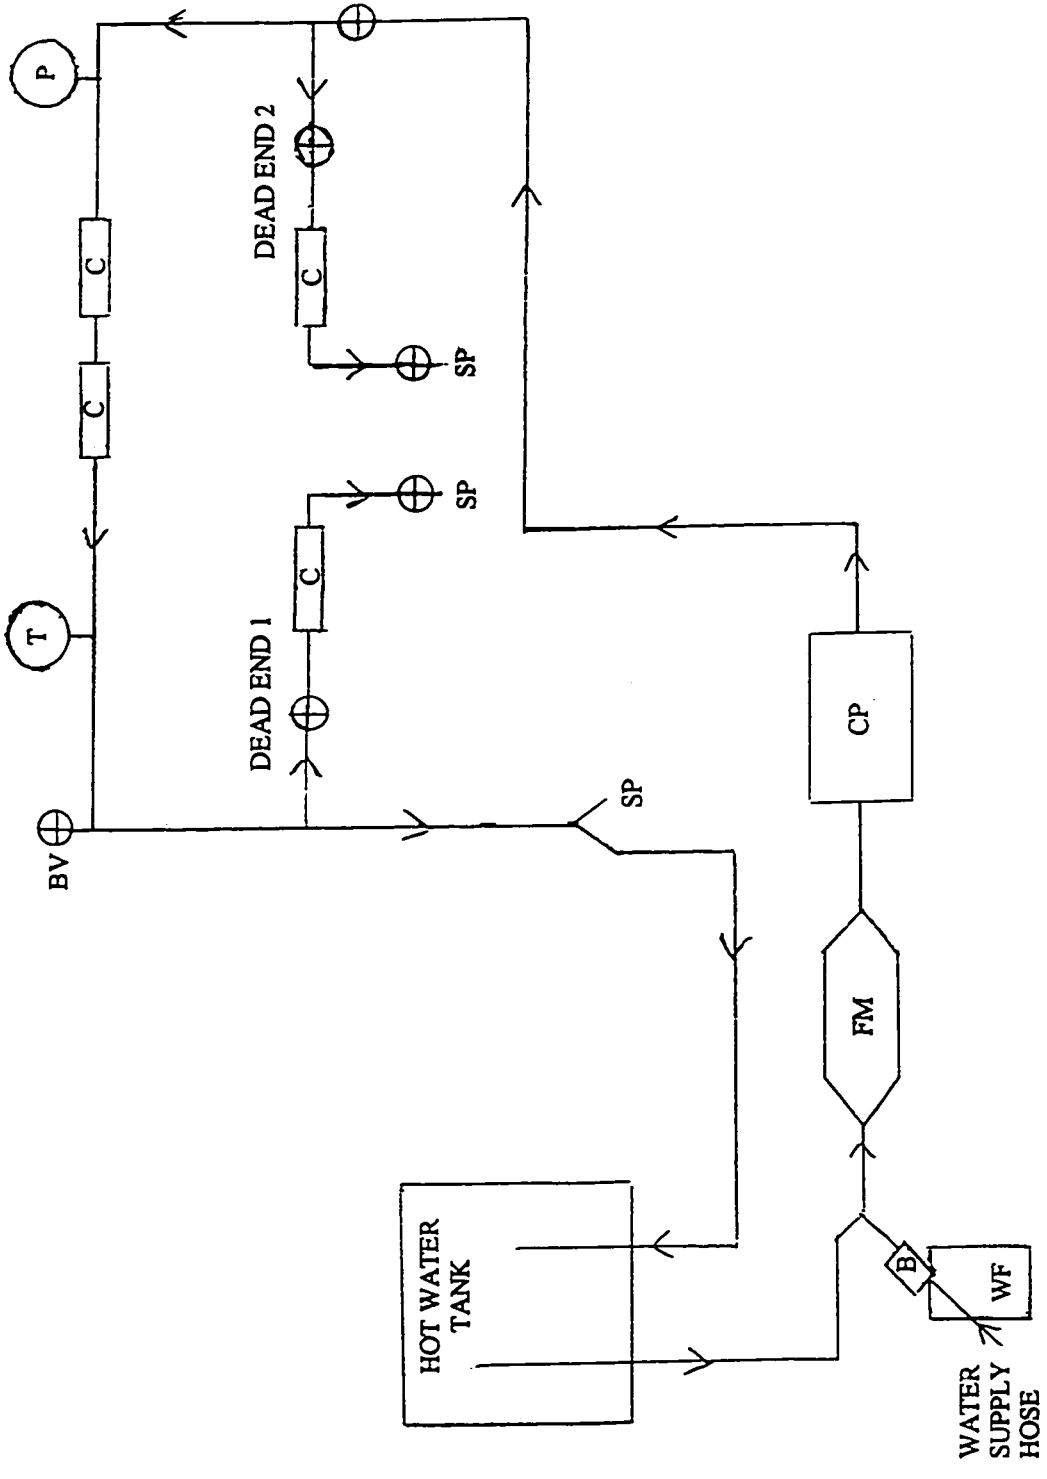 T
P
BV
C
C
DEAD END 1
DEAD END 2
C
C
HOT WATER
TANK
SP
SP
SP
FM
CP
B
WF
WATER
SUPPLY
HOSE